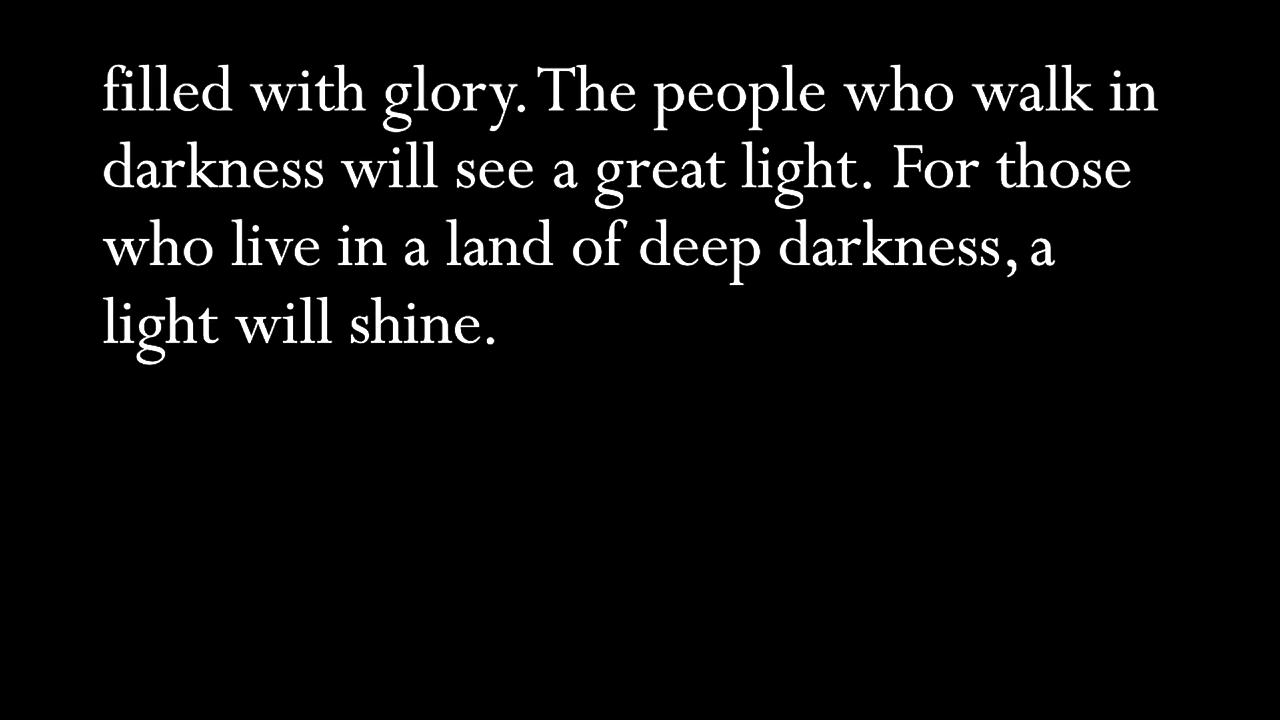 filled with glory. The people who walk in
darkness will see a great light. For those
who live in a land of deep darkness, a
light will shine.